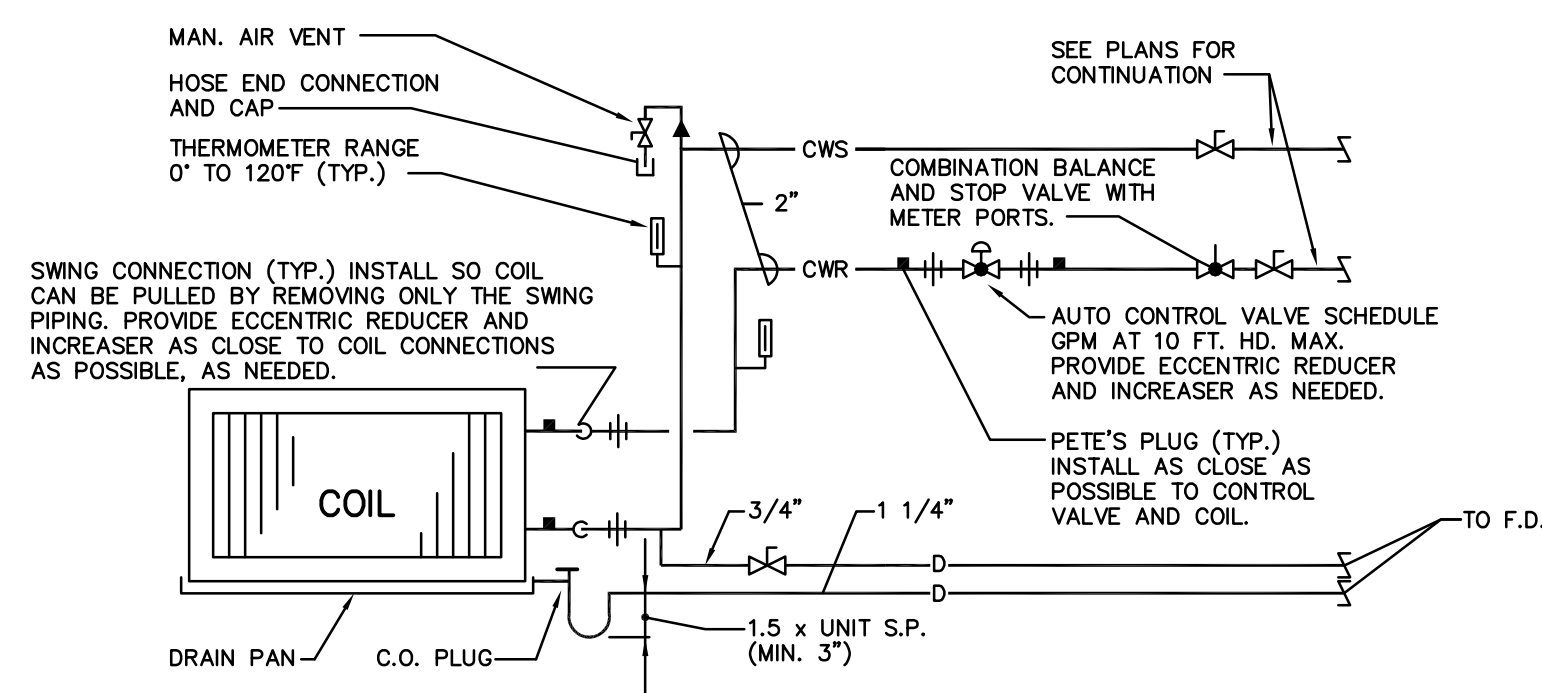 MAN. AIR VENT
HOSE END CONNECTION
AND CAP
THERMOMETER RANGE
0° TO 120°F (TYP.)
SWING CONNECTION (TYP.) INSTALL SO COIL
CAN BE PULLED BY REMOVING ONLY THE SWING
PIPING. PROVIDE ECCENTRIC REDUCER AND
INCREASER AS CLOSE TO COIL CONNECTIONS
AS POSSIBLE, AS NEEDED.
SEE PLANS FOR
CONTINUATION
CWS
COMBINATION BALANCE
AND STOP VALVE WITH
METER PORTS.
2"
CWR
AUTO CONTROL VALVE SCHEDULE
GPM AT 10 FT. HD. MAX.
PROVIDE ECCENTRIC REDUCER
AND INCREASER AS NEEDED.
PETE'S PLUG (TYP.)
INSTALL AS CLOSE AS
POSSIBLE TO CONTROL
VALVE AND COIL.
COIL
3/4"
1 1/4"
TO F.D.
D
D
1.5 x UNIT S.P.
(MIN. 3")
DRAIN PAN
C.O. PLUG